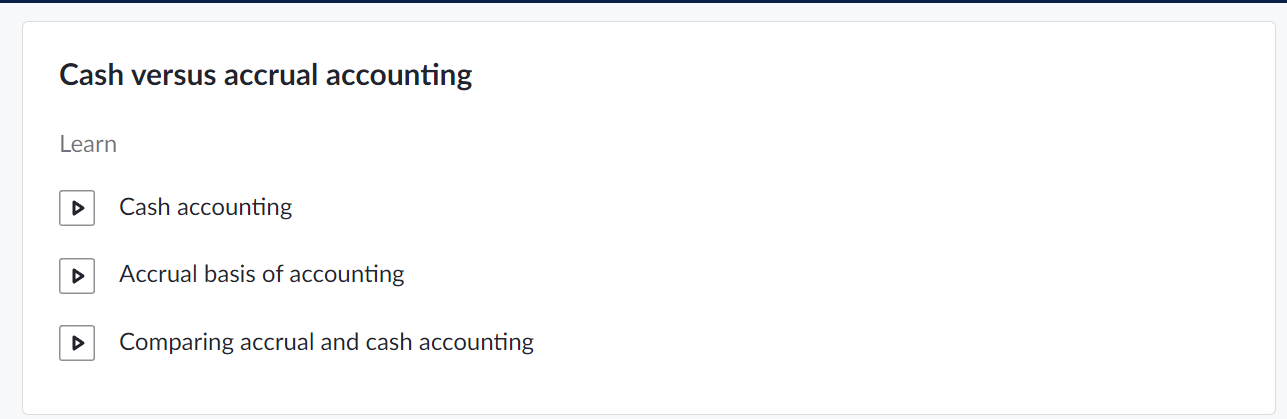 Cash versus accrual accounting
Learn
Cash accounting
Accrual basis of accounting
Comparing accrual and cash accounting